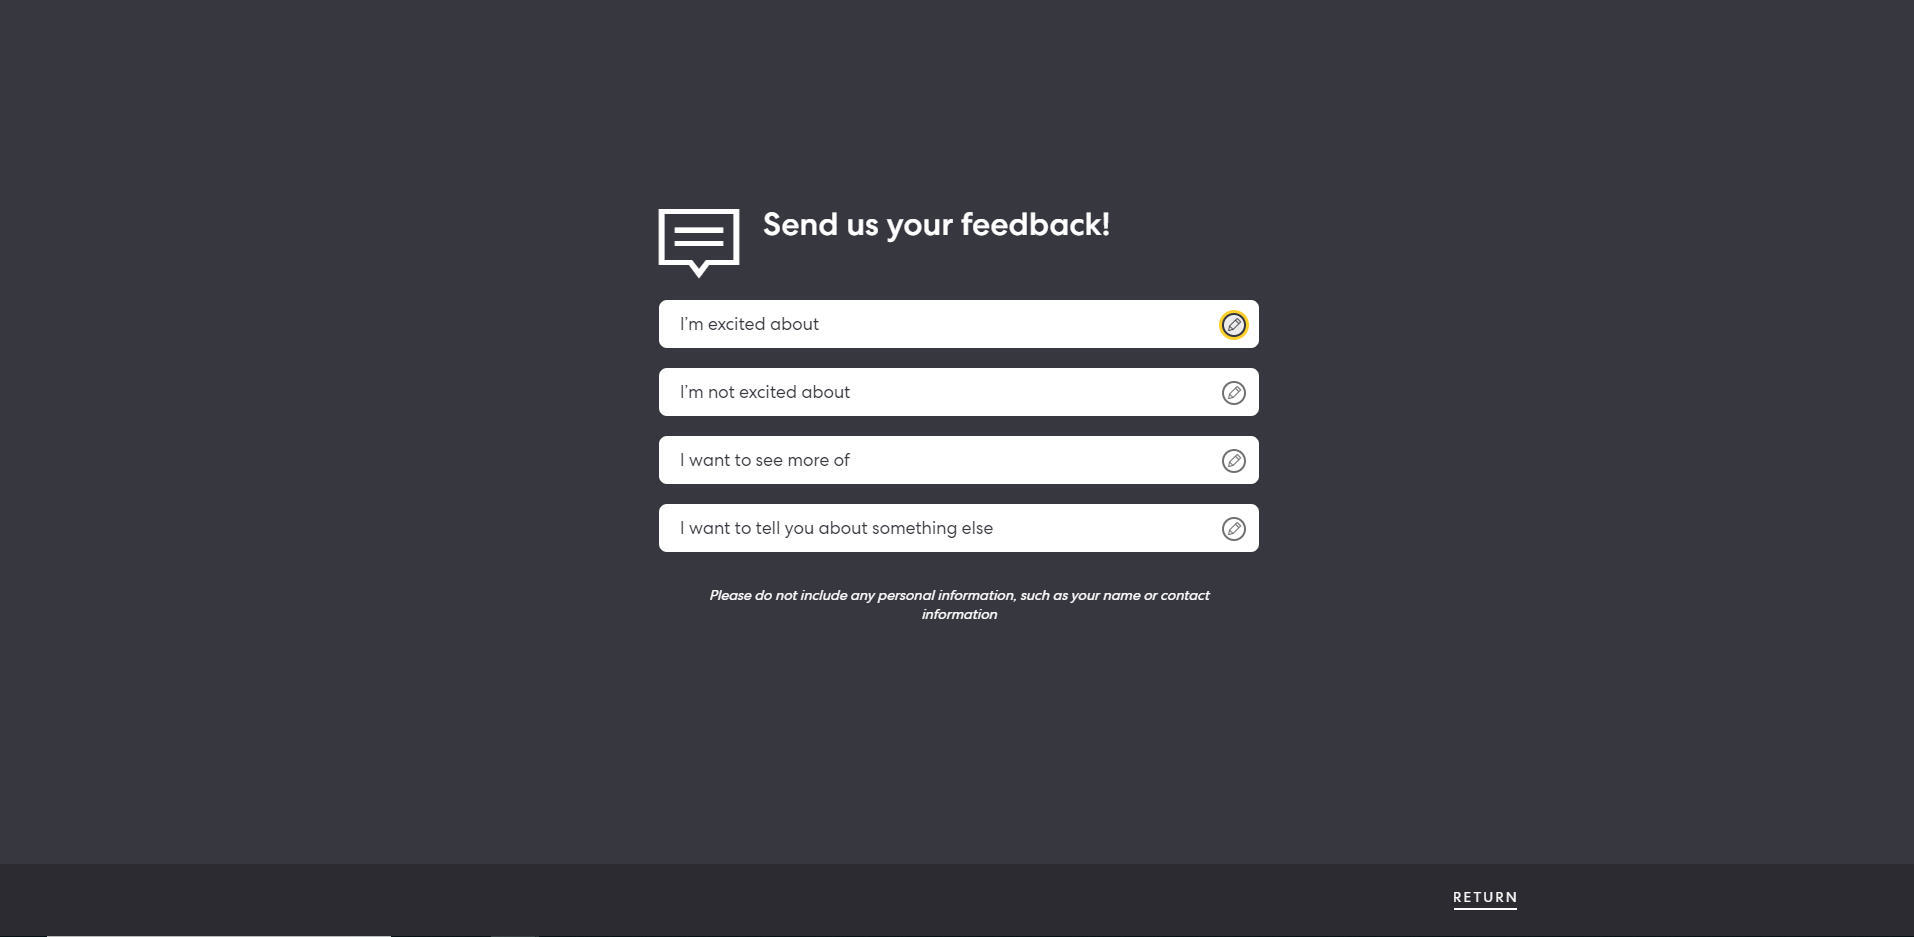 Send us your feedback!
I'm excited about
I'm not excited about
I want to see more of
I want to tell you about something else
Please do not include any personal information, such as your name or contact
information
RETURN